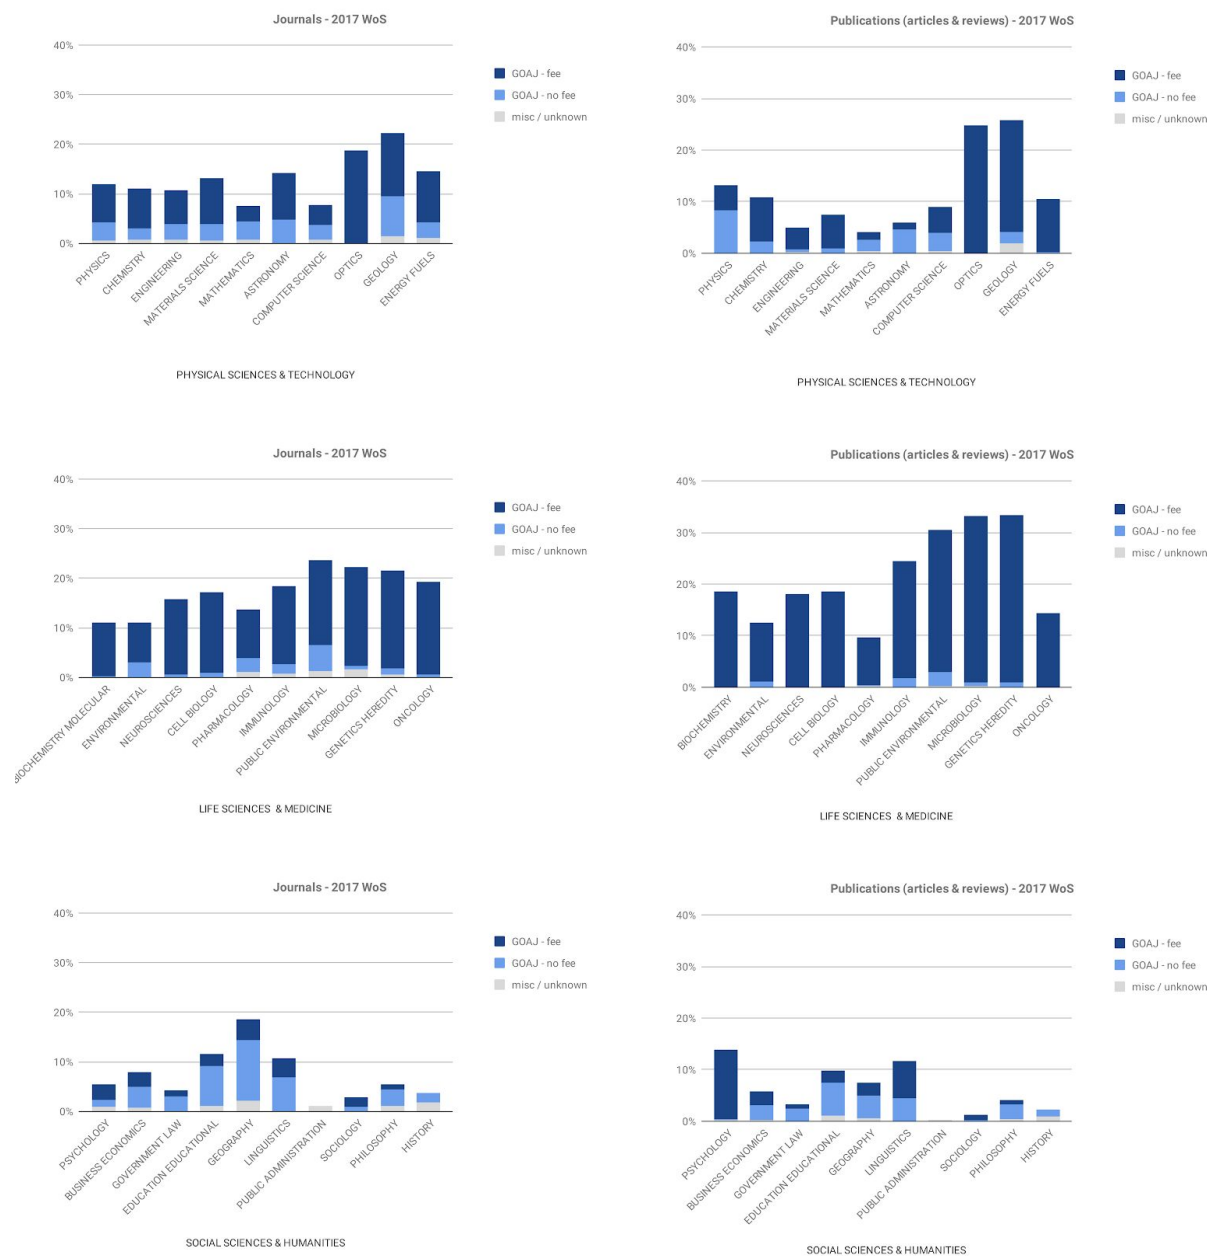 Journals - 2017 WoS
40%
30%
20%
10%
0%
GOAJ - fee
GOAJ - no fee
misc / unknown
PHYSICS
CHEMISTRY
ENGINEERING
MATERIALS SCIENCE
MATHEMATICS
ASTRONOMY
COMPUTER SCIENCE
OPTICS
GEOLOGY
ENERGY FUELS
PHYSICAL SCIENCES & TECHNOLOGY
Publications (articles & reviews) - 2017 WoS
40%
30%
20%
10%
0%
GOAJ - fee
GOAJ - no fee
misc / unknown
PHYSICS
CHEMISTRY
ENGINEERING
MATERIALS SCIENCE
MATHEMATICS
ASTRONOMY
COMPUTER SCIENCE
OPTICS
GEOLOGY
ENERGY FUELS
PHYSICAL SCIENCES & TECHNOLOGY
Journals - 2017 WoS
40%
30%
20%
10%
0%
GOAJ - fee
GOAJ - no fee
misc / unknown
MOLECULAR
ENVIRONMENTAL
NEUROSCIENCES
CELL BIOLOGY
PHARMACOLOGY
IMMUNOLOGY
PUBLIC ENVIRONMENTAL
MICROBIOLOGY
GENETICS HEREDITY
ONCOLOGY
LIFE SCIENCES & MEDICINE
Publications (articles & reviews) - 2017 WoS
40%
30%
20%
10%
0%
GOAJ - fee
GOAJ - no fee
misc / unknown
BIOCHEMISTRY
ENVIRONMENTAL
NEUROSCIENCES
CELL BIOLOGY
PHARMACOLOGY
IMMUNOLOGY
PUBLIC ENVIRONMENTAL
MICROBIOLOGY
GENETICS HEREDITY
ONCOLOGY
LIFE SCIENCES & MEDICINE
Journals - 2017 WoS
40%
30%
20%
10%
0%
GOAJ - fee
GOAJ - no fee
misc / unknown
PSYCHOLOGY
BUSINESS ECONOMICS
GOVERNMENT LAW
EDUCATION EDUCATIONAL
GEOGRAPHY
LINGUISTICS
PUBLIC ADMINISTRATION
SOCIOLOGY
PHILOSOPHY
HISTORY
SOCIAL SCIENCES & HUMANITIES
Publications (articles & reviews) - 2017 WoS
40%
30%
20%
10%
0%
GOAJ - fee
GOAJ - no fee
misc / unknown
PSYCHOLOGY
BUSINESS ECONOMICS
GOVERNMENT LAW
EDUCATION EDUCATIONAL
GEOGRAPHY
LINGUISTICS
PUBLIC ADMINISTRATION
SOCIOLOGY
PHILOSOPHY
HISTORY
SOCIAL SCIENCES & HUMANITIES